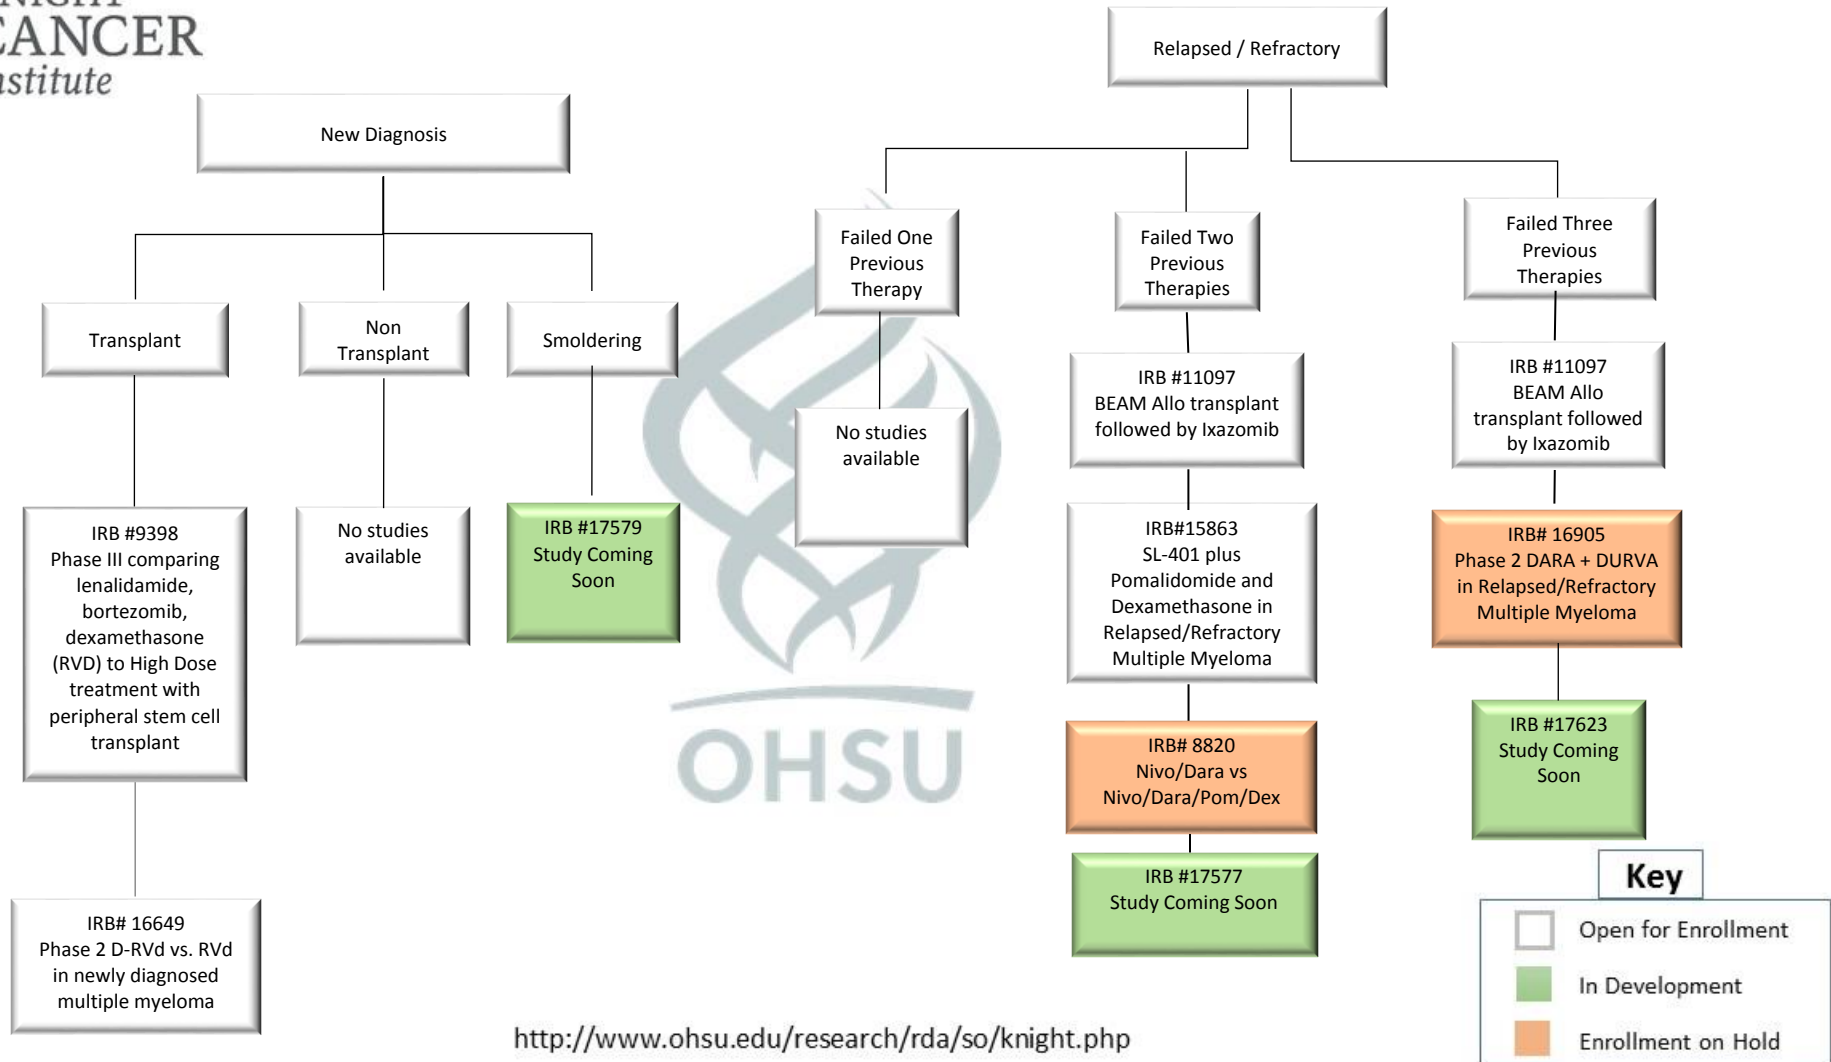 CANCER
Relapsed / Refractory
New Diagnosis
Failed One
Previous
Therapy
Failed Two
Previous
Therapies
Failed Three
Previous
Therapies
Transplant
Non
Transplant
Smoldering
IRB #11097
BEAM Allo transplant
followed by Ixazomib
IRB #11097
BEAM Allo
transplant followed
by Ixazomib
No studies
available
IRB #9398
Phase III comparing
lenalidamide,
bortezomib,
dexamethasone
(RVD) to High Dose
treatment with
peripheral stem cell
transplant
No studies
available
IRB #17579
Study Coming
Soon
IRB#15863
SL-401 plus
Pomalidomide and
Dexamethasone in
Relapsed/Refractory
Multiple Myeloma
IRB# 16905
Phase 2 DARA + DURVA
in Relapsed/Refractory
Multiple Myeloma
OHSU
IRB# 8820
Nivo/Dara vs
Nivo/Dara/Pom/Dex
IRB #17623
Study Coming
Soon
IRB #17577
Study Coming Soon
IRB# 16649
Phase 2 D-RVd vs. RVd
in newly diagnosed
multiple myeloma
Key
Open for Enrollment
In Development
Enrollment on Hold
http://www.ohsu.edu/research/rda/so/knight.php